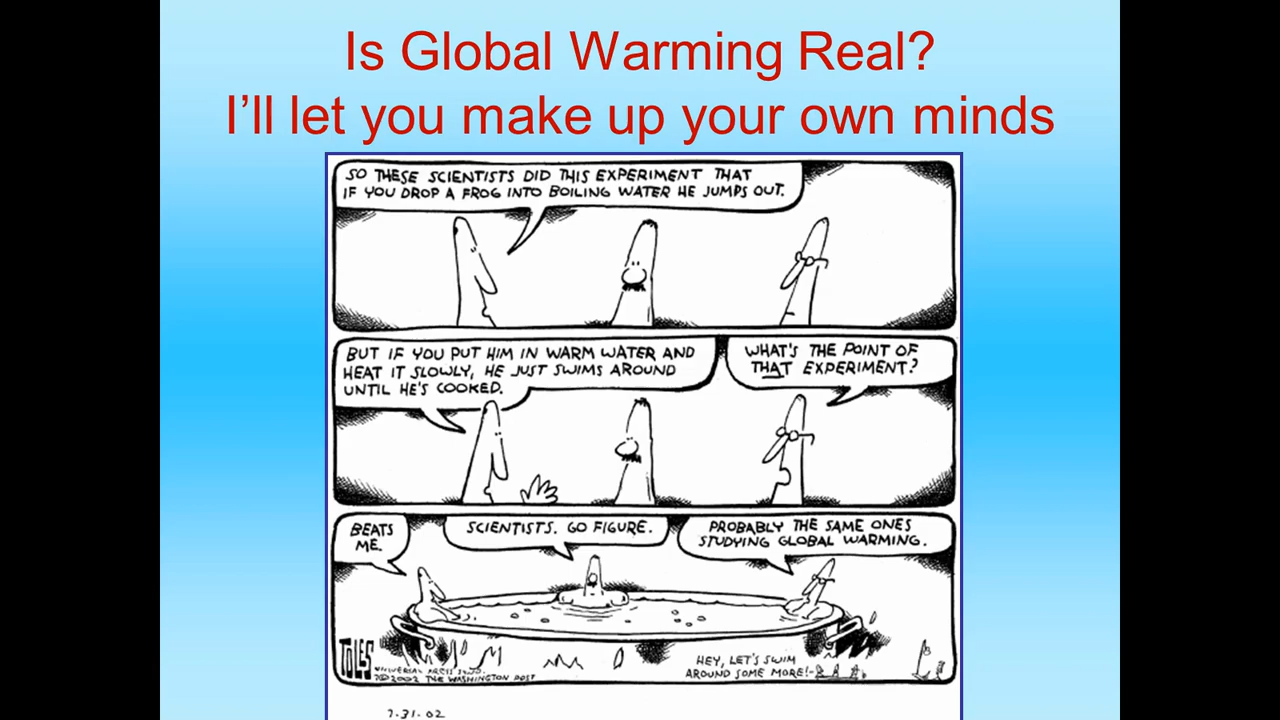 Is Global Warming Real?
I'll let you make up your own minds
SO THESE SCIENTISTS DID THIS EXPERIMENT THAT
IF YOU DROP A FROG INTO BOILING WATER HE JUMPS OUT.
BUT IF YOU PUT HIM IN WARM WATER AND
HEAT IT SLOWLY, HE JUST SWIMS AROUND
UNTIL HE'S COOKED.
WHAT'S THE POINT OF
THAT EXPERIMENT?
BEATS
ME.
SCIENTISTS. GO FIGURE.
PROBABLY THE SAME ONES
STUDYING GLOBAL WARMING.
TOLES
UNIVERSAL PRESS SYND.
©2002 THE WASHINGTON POST
HEY, LET'S SWIM
AROUND SOME MORE!
7-31-02